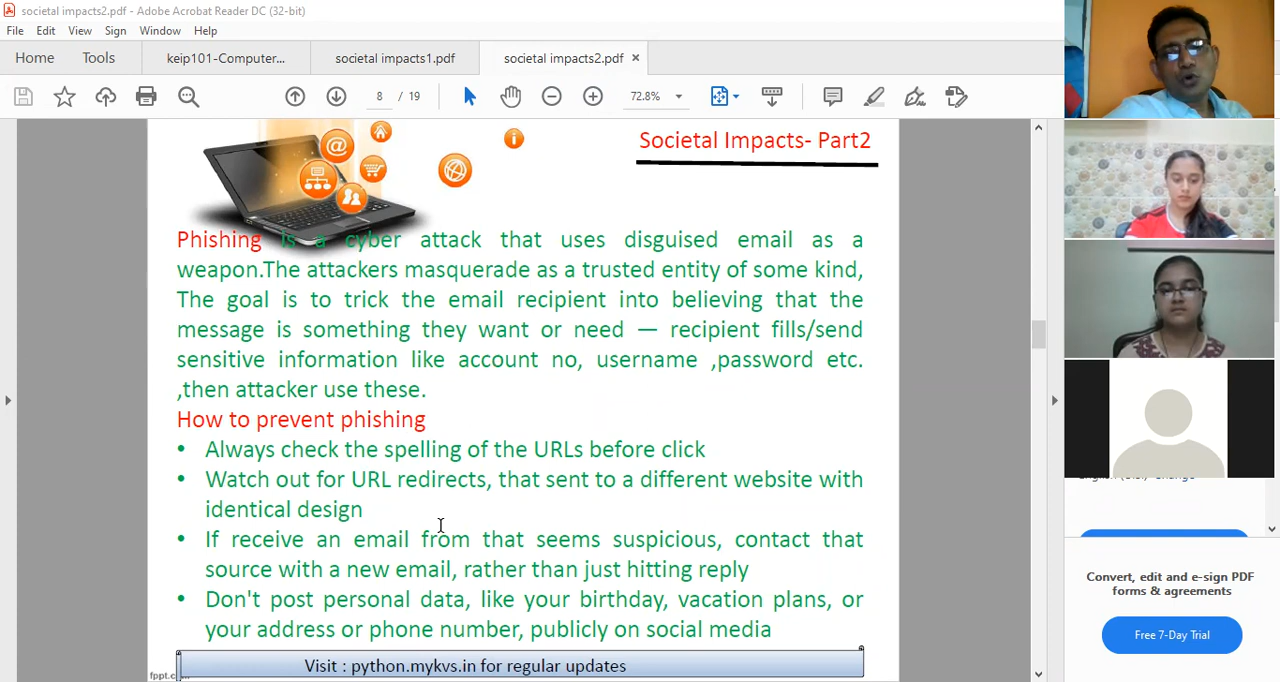 societal impacts2.pdf - Adobe Acrobat Reader DC (32-bit)
File Edit View Sign Window Help
Home Tools keip101-Computer... societal impacts1.pdf societal impacts2.pdf ×
8 / 19 72.8%
Societal Impacts- Part2
Phishing is a cyber attack that uses disguised email as a
weapon.The attackers masquerade as a trusted entity of some kind,
The goal is to trick the email recipient into believing that the
message is something they want or need — recipient fills/send
sensitive information like account no, username ,password etc.
,then attacker use these.
How to prevent phishing
• Always check the spelling of the URLs before click
• Watch out for URL redirects, that sent to a different website with
identical design
• If receive an email from that seems suspicious, contact that
source with a new email, rather than just hitting reply
• Don't post personal data, like your birthday, vacation plans, or
your address or phone number, publicly on social media
Visit : python.mykvs.in for regular updates
Change
Convert, edit and e-sign PDF
forms & agreements
Free 7-Day Trial